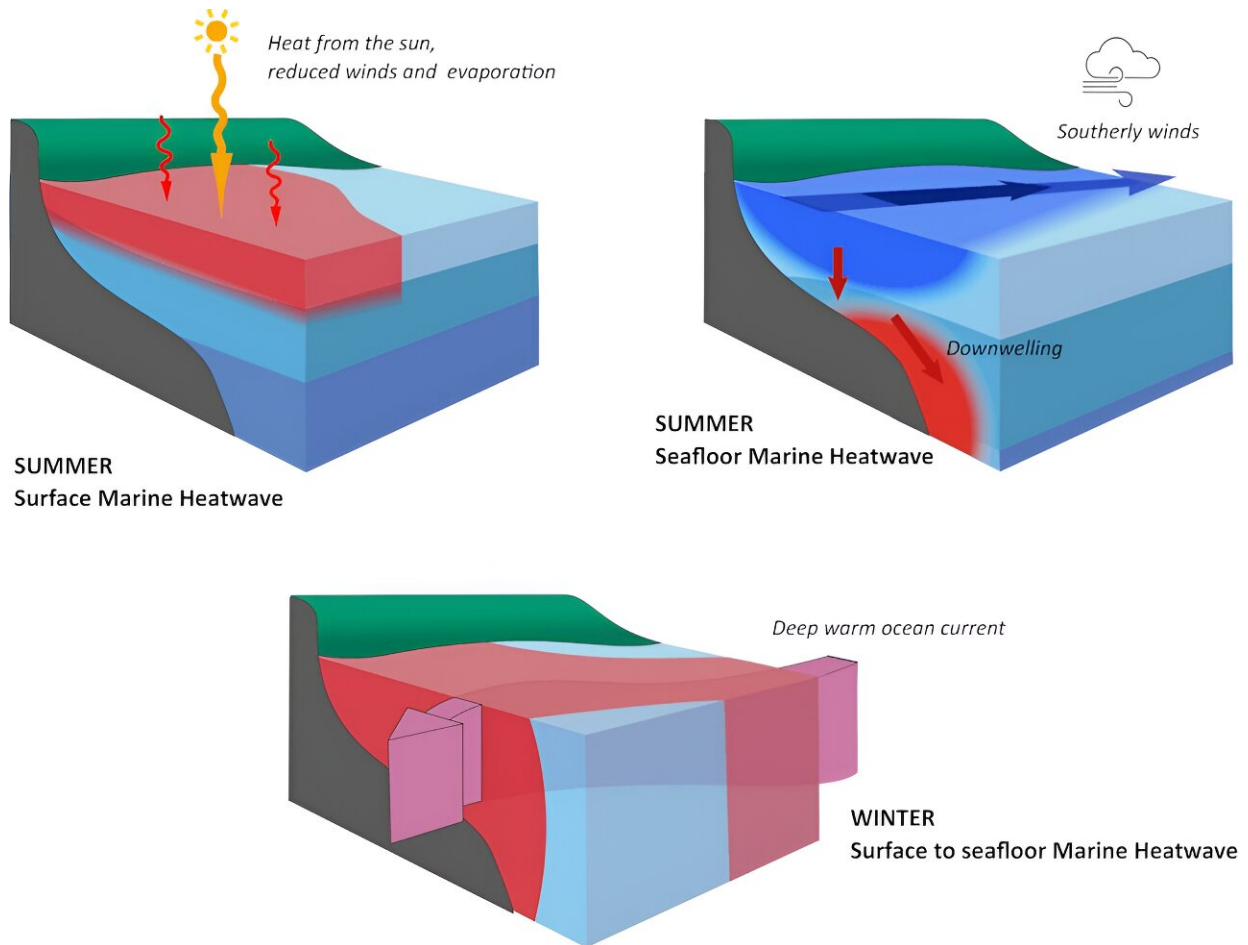 Heat from the sun,
reduced winds and evaporation
SUMMER
Surface Marine Heatwave
Southerly winds
Downwelling
SUMMER
Seafloor Marine Heatwave
Deep warm ocean current
WINTER
Surface to seafloor Marine Heatwave